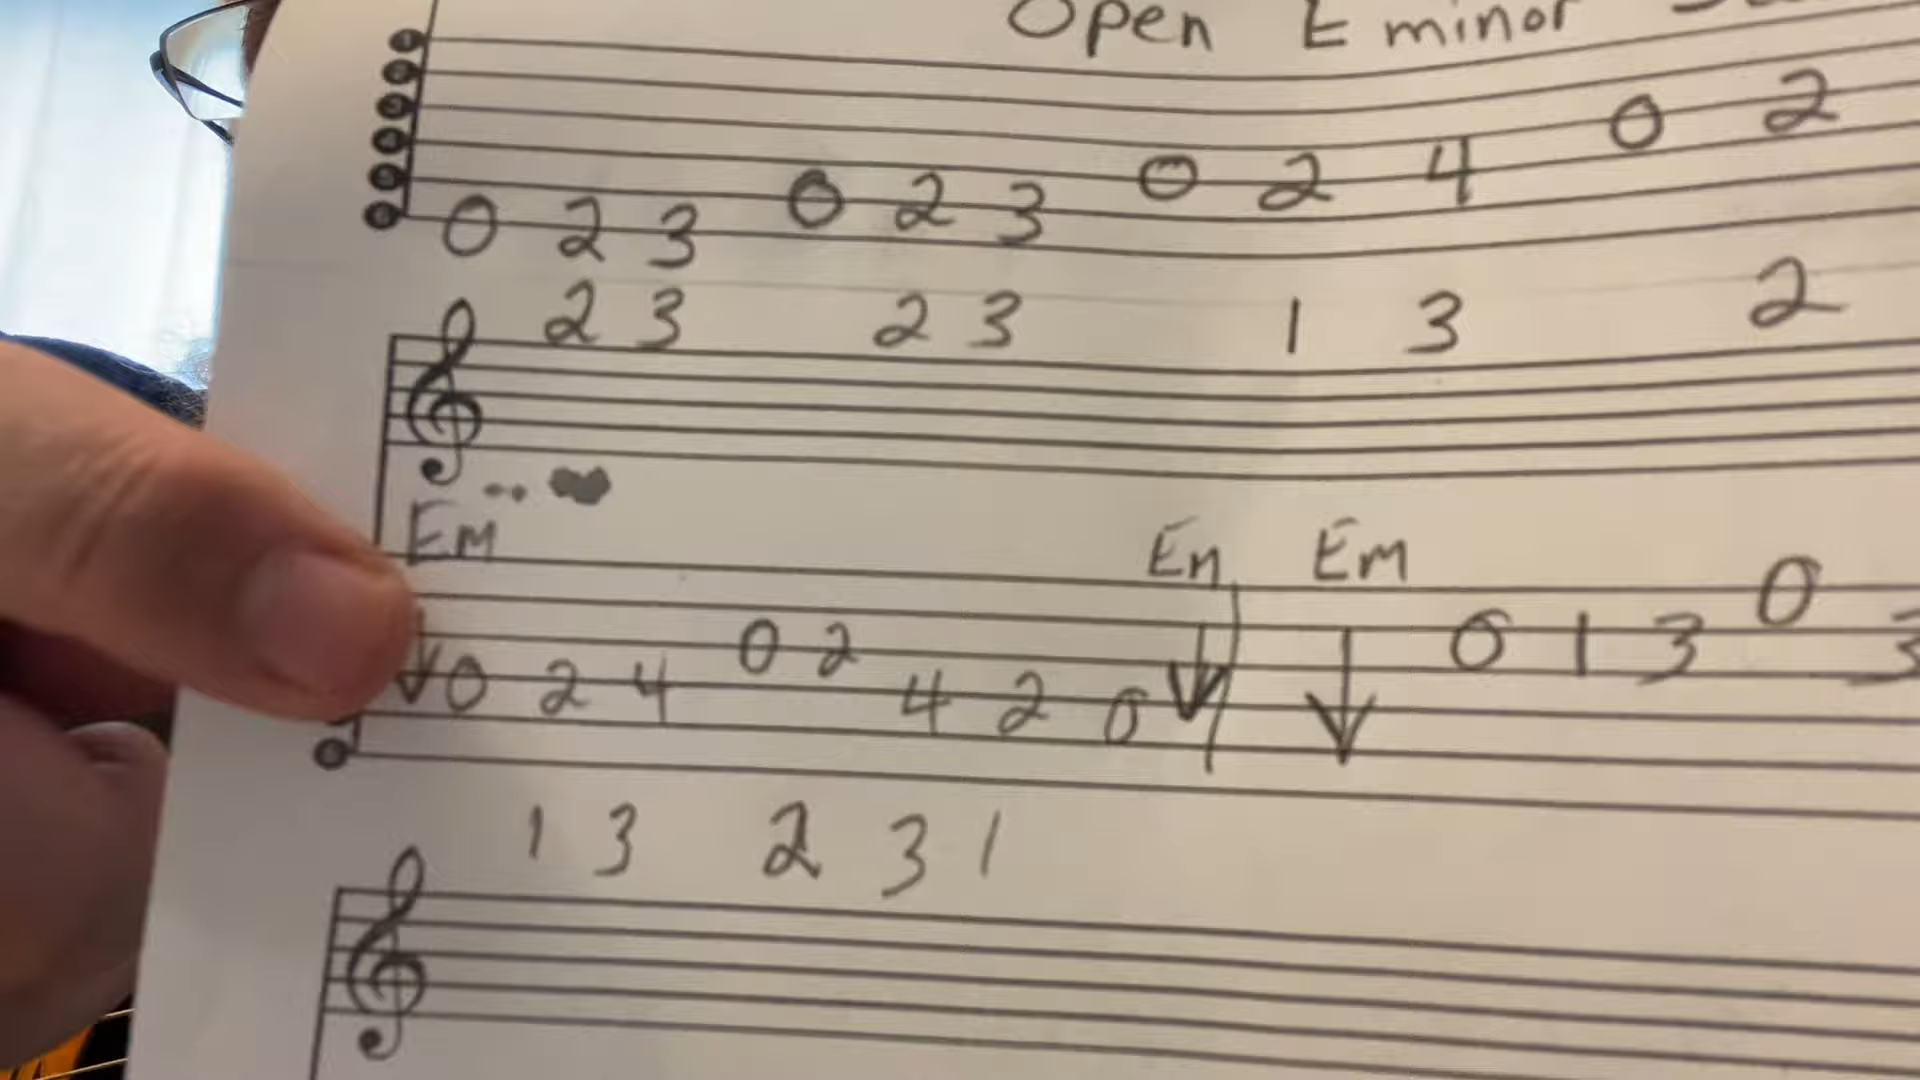 Open E minor
0 2 3 0 2 3 0 2 4 0 2
2 3 2 3 1 3 2
Em En Em
0 2 4 0 2 4 2 0 0 1 3 0 3
1 3 2 3 1